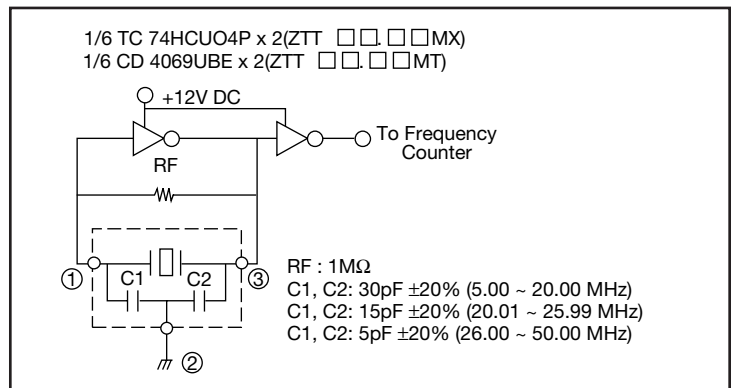 1/6 TC 74HCUO4P x 2(ZTT □□.□□MX)
1/6 CD 4069UBE x 2(ZTT □□.□□MT)
+12V DC
To Frequency
Counter
RF
① C1 C2 ③
②
RF : 1MΩ
C1, C2: 30pF ±20% (5.00 ~ 20.00 MHz)
C1, C2: 15pF ±20% (20.01 ~ 25.99 MHz)
C1, C2: 5pF ±20% (26.00 ~ 50.00 MHz)